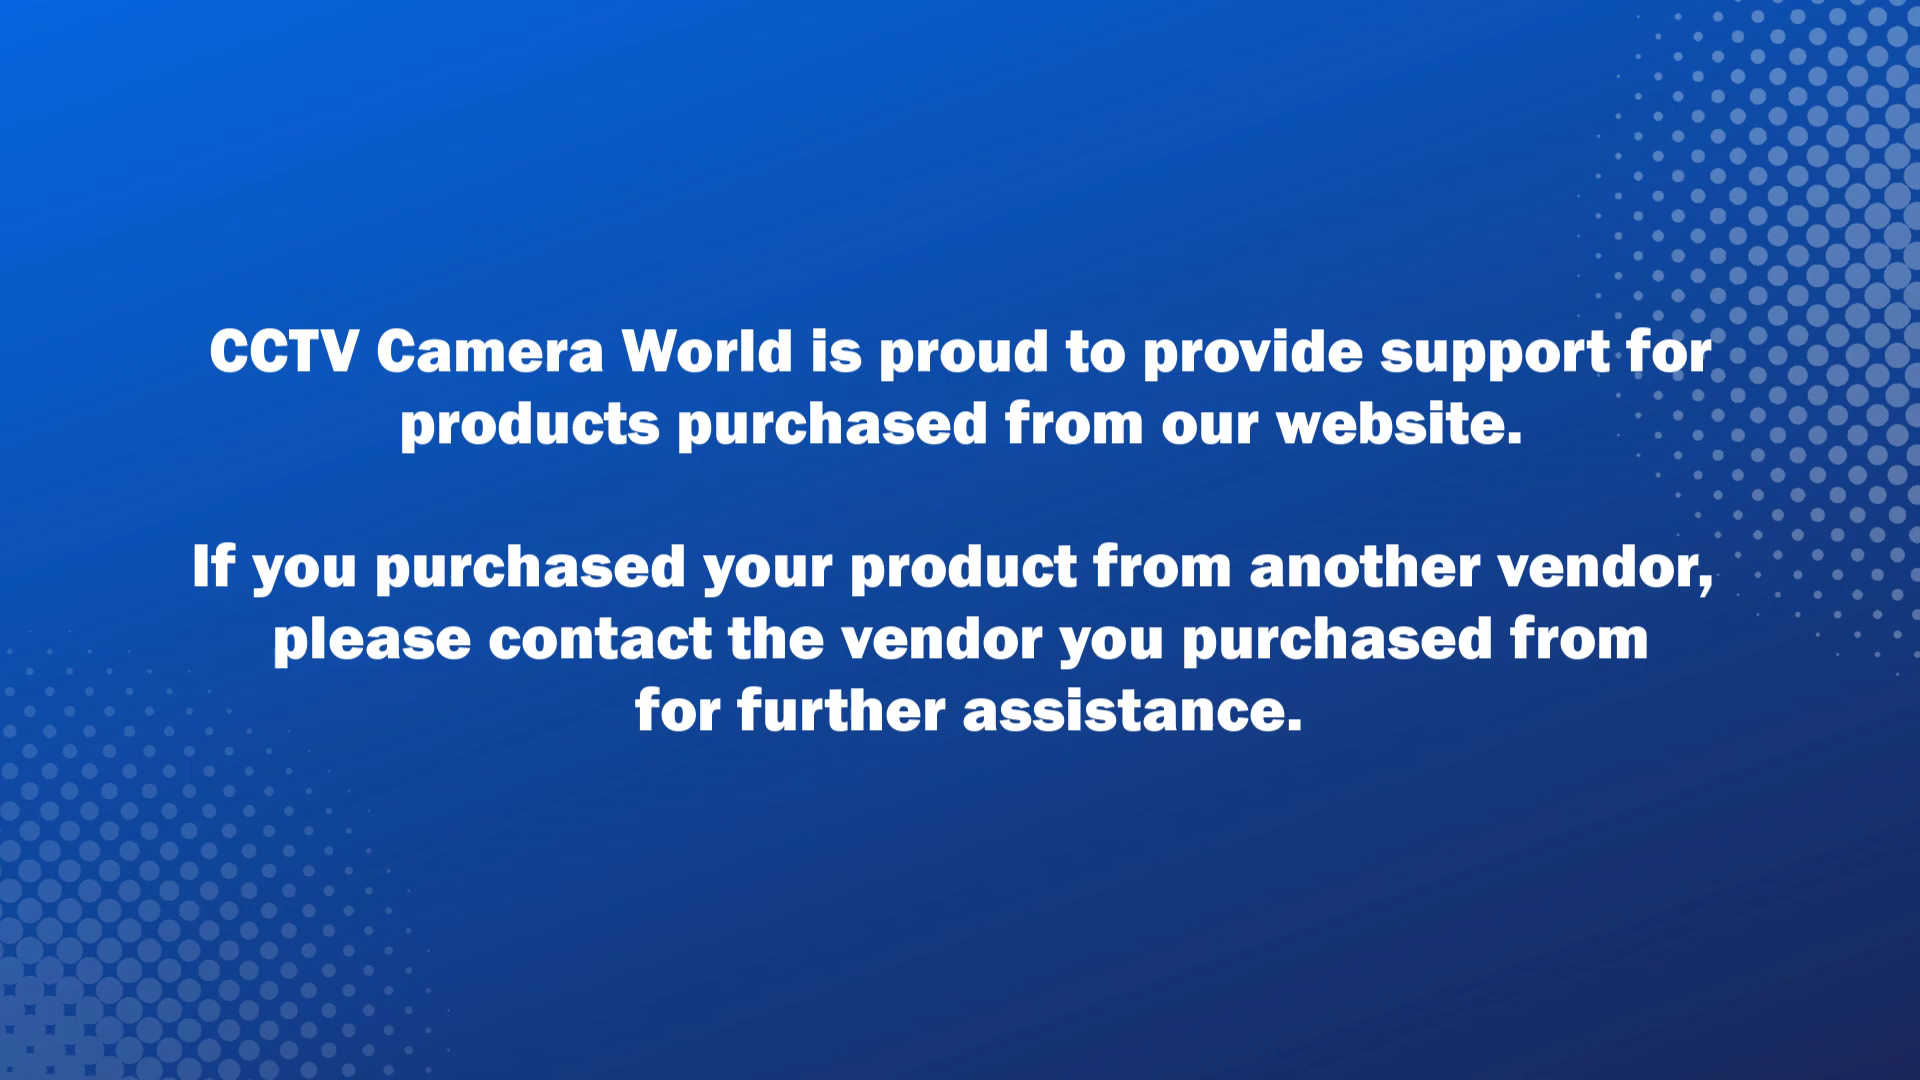 CCTV Camera World is proud to provide support for
products purchased from our website.
If you purchased your product from another vendor,
please contact the vendor you purchased from
for further assistance.